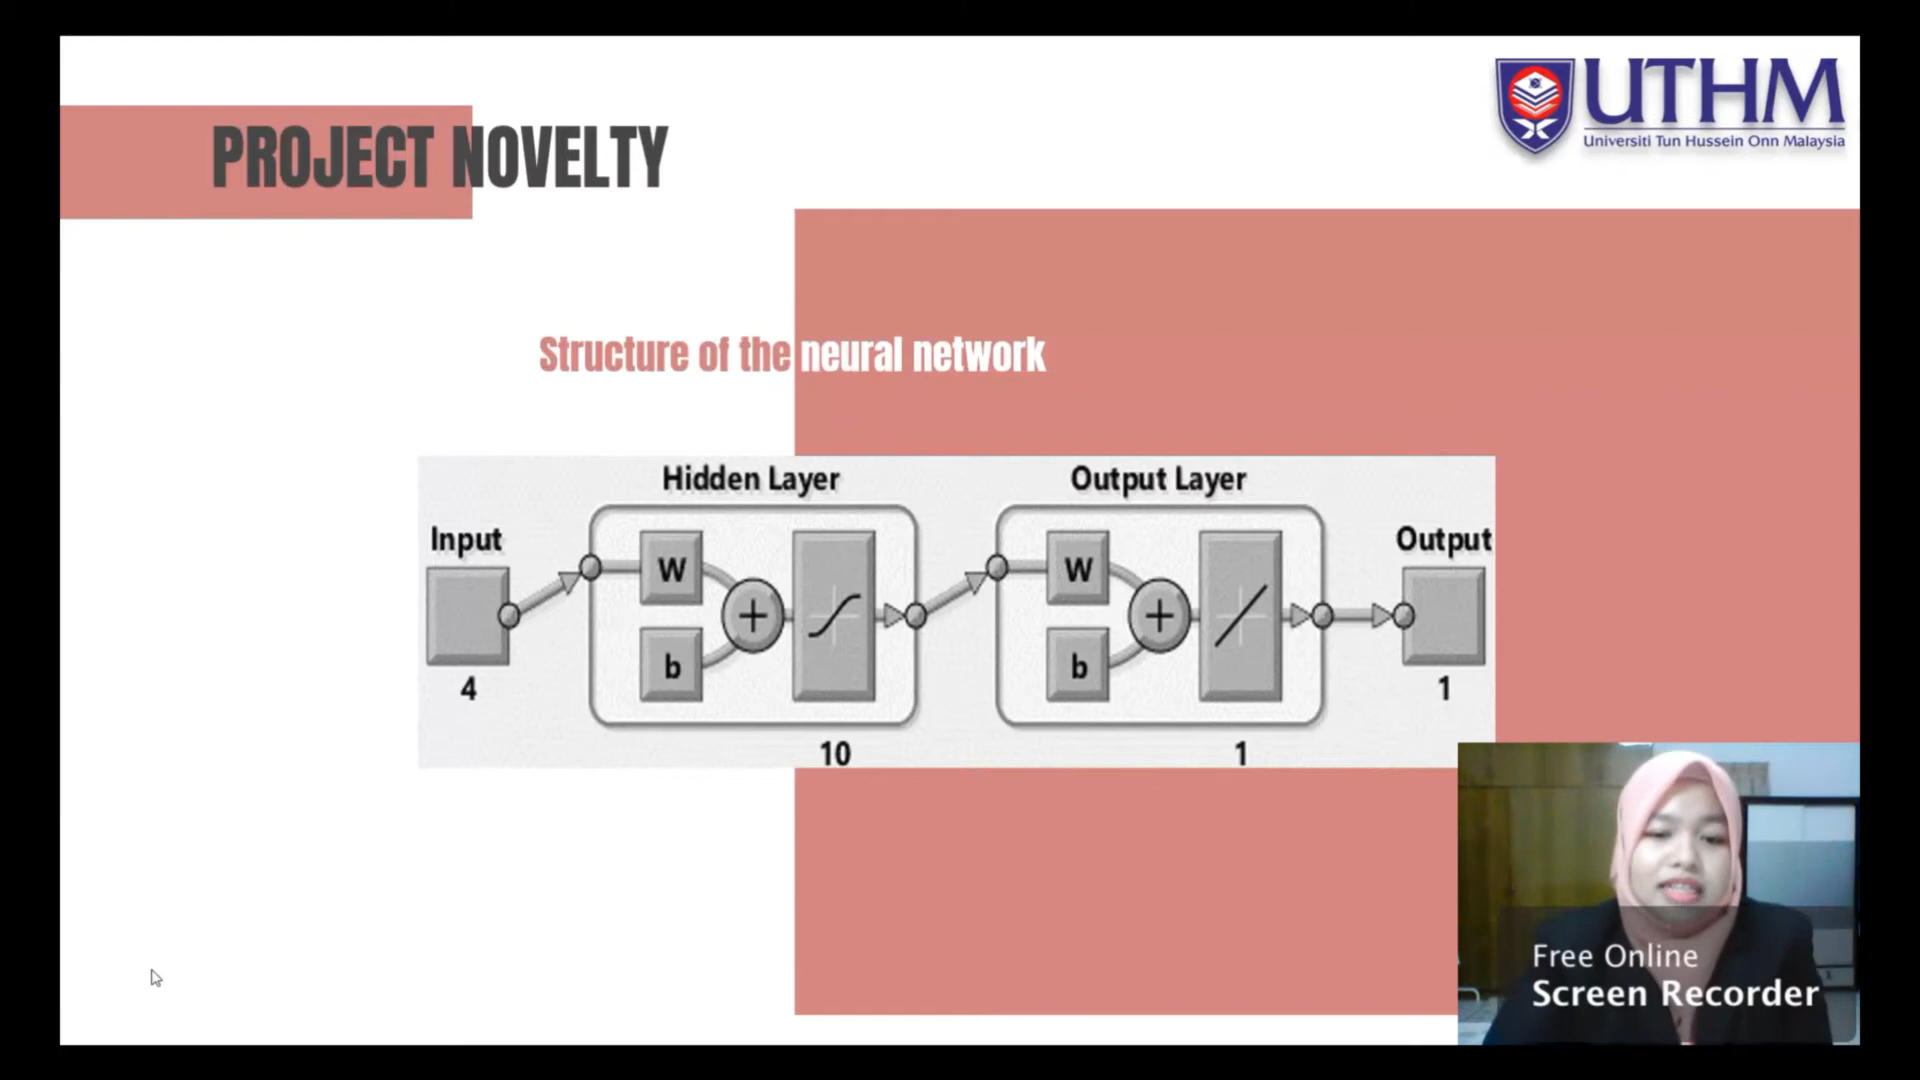 UTHM
Universiti Tun Hussein Onn Malaysia
PROJECT NOVELTY
Structure of the neural network
Hidden Layer
Output Layer
Input
Output
W
W
b
b
4
1
10
1
Free Online
Screen Recorder